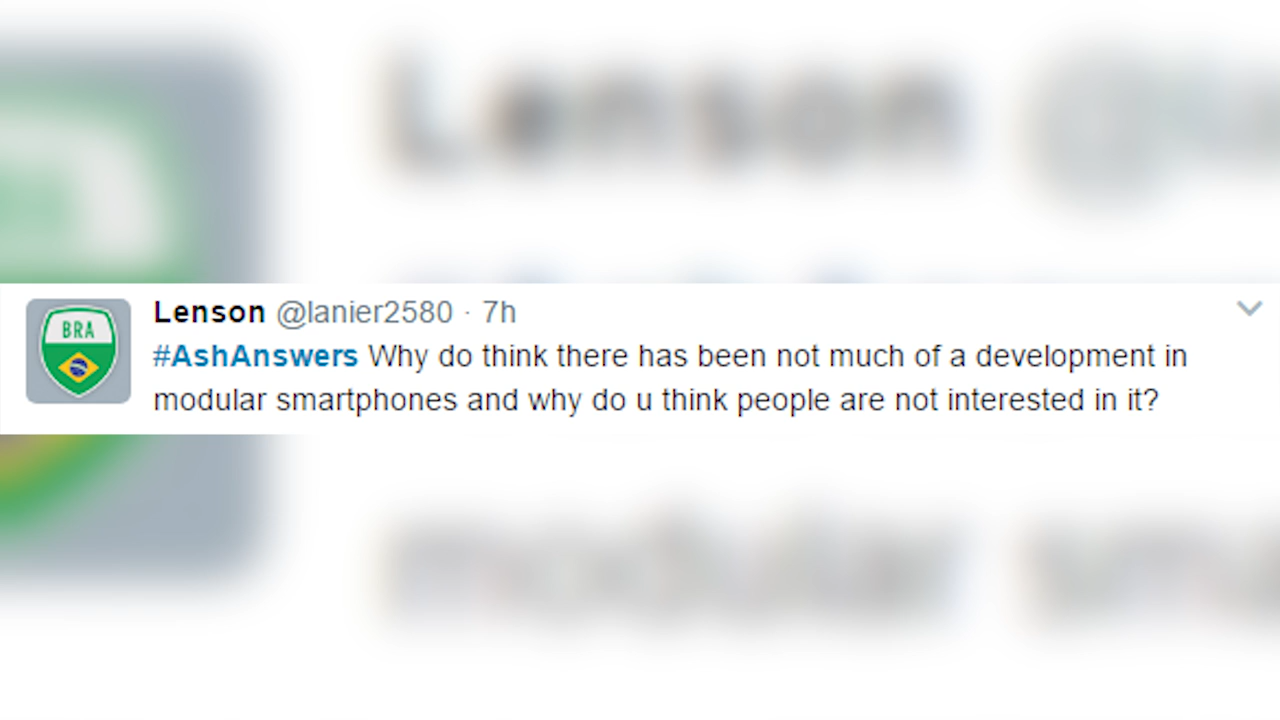 Lenson @lanier2580 · 7h
#AshAnswers Why do think there has been not much of a development in
modular smartphones and why do u think people are not interested in it?
BRA